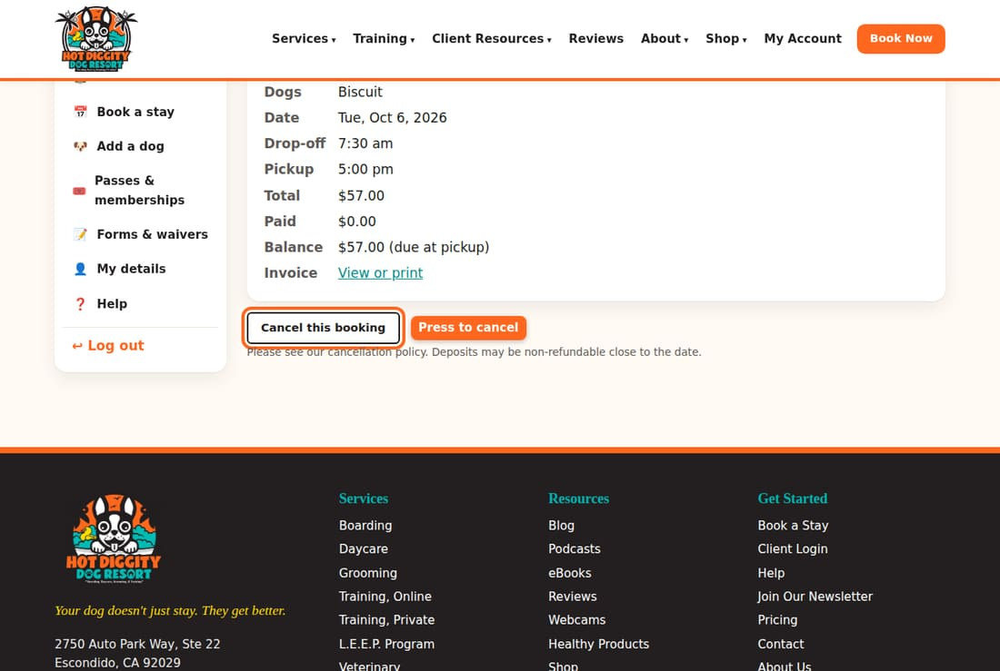 HOT DIGGITY
DOG RESORT
Services ▾
Training ▾
Client Resources ▾
Reviews
About ▾
Shop ▾
My Account
Book Now
Book a stay
Add a dog
Passes &
memberships
Forms & waivers
My details
Help
↩ Log out
Dogs Biscuit
Date Tue, Oct 6, 2026
Drop-off 7:30 am
Pickup 5:00 pm
Total $57.00
Paid $0.00
Balance $57.00 (due at pickup)
Invoice View or print
Cancel this booking
Press to cancel
Please see our cancellation policy. Deposits may be non-refundable close to the date.
HOT DIGGITY
DOG RESORT
Your dog doesn't just stay. They get better.
2750 Auto Park Way, Ste 22
Escondido, CA 92029
Services
Boarding
Daycare
Grooming
Training, Online
Training, Private
L.E.E.P. Program
Veterinary
Resources
Blog
Podcasts
eBooks
Reviews
Webcams
Healthy Products
Shop
Get Started
Book a Stay
Client Login
Help
Join Our Newsletter
Pricing
Contact
About Us